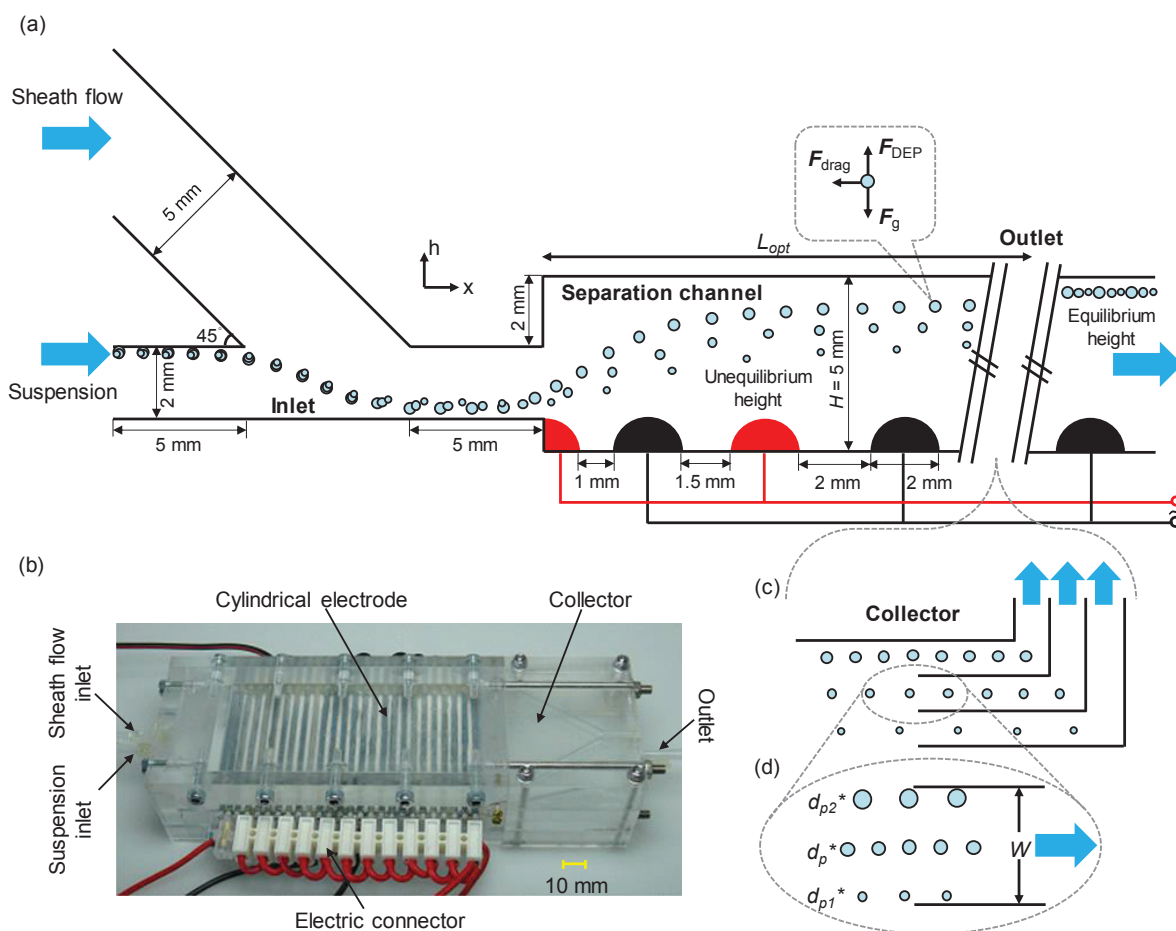 (a)
Sheath flow
5 mm
45°
Suspension
2 mm
5 mm
Inlet
5 mm
h
x
2 mm
F_drag
F_DEP
F_g
L_opt
Outlet
Separation channel
Unequilibrium
height
H = 5 mm
Equilibrium
height
1 mm
1.5 mm
2 mm
2 mm
~
(b)
Cylindrical electrode
Collector
Sheath flow
inlet
Suspension
inlet
Outlet
Electric connector
10 mm
(c)
Collector
(d)
d_p2*
d_p*
d_p1*
W